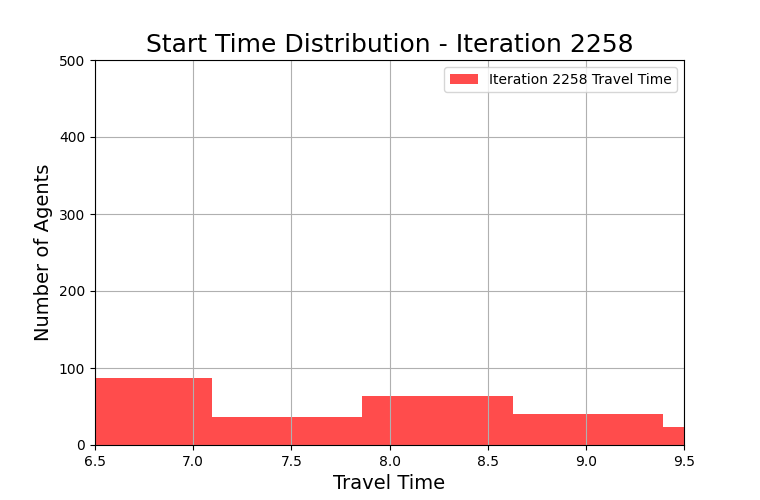 Start Time Distribution - Iteration 2258
500
400
300
200
100
0
Number of Agents
Iteration 2258 Travel Time
6.5 7.0 7.5 8.0 8.5 9.0 9.5
Travel Time